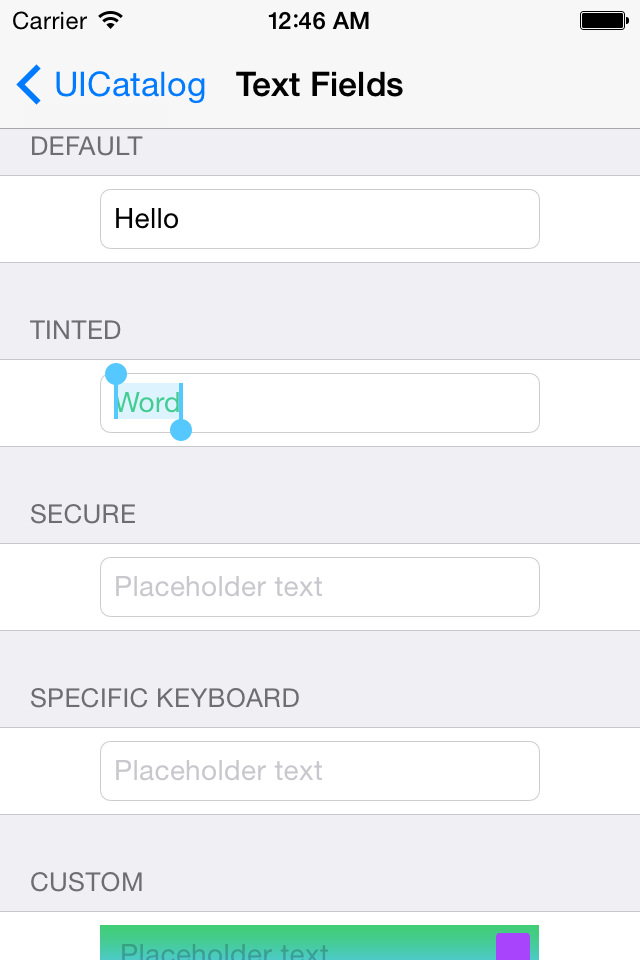 Carrier 12:46 AM
UICatalog Text Fields
DEFAULT
Hello
TINTED
Word
SECURE
Placeholder text
SPECIFIC KEYBOARD
Placeholder text
CUSTOM
Placeholder text